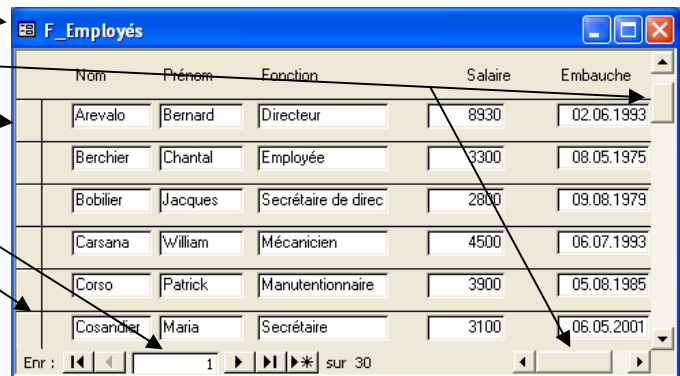 F_Employés
Nom Prénom Fonction Salaire Embauche
Arevalo Bernard Directeur 8930 02.06.1993
Berchier Chantal Employée 3300 08.05.1975
Bobilier Jacques Secrétaire de direc 2800 09.08.1979
Carsana William Mécanicien 4500 06.07.1993
Corso Patrick Manutentionnaire 3900 05.08.1985
Cosandier Maria Secrétaire 3100 06.05.2001
Enr : 1 sur 30